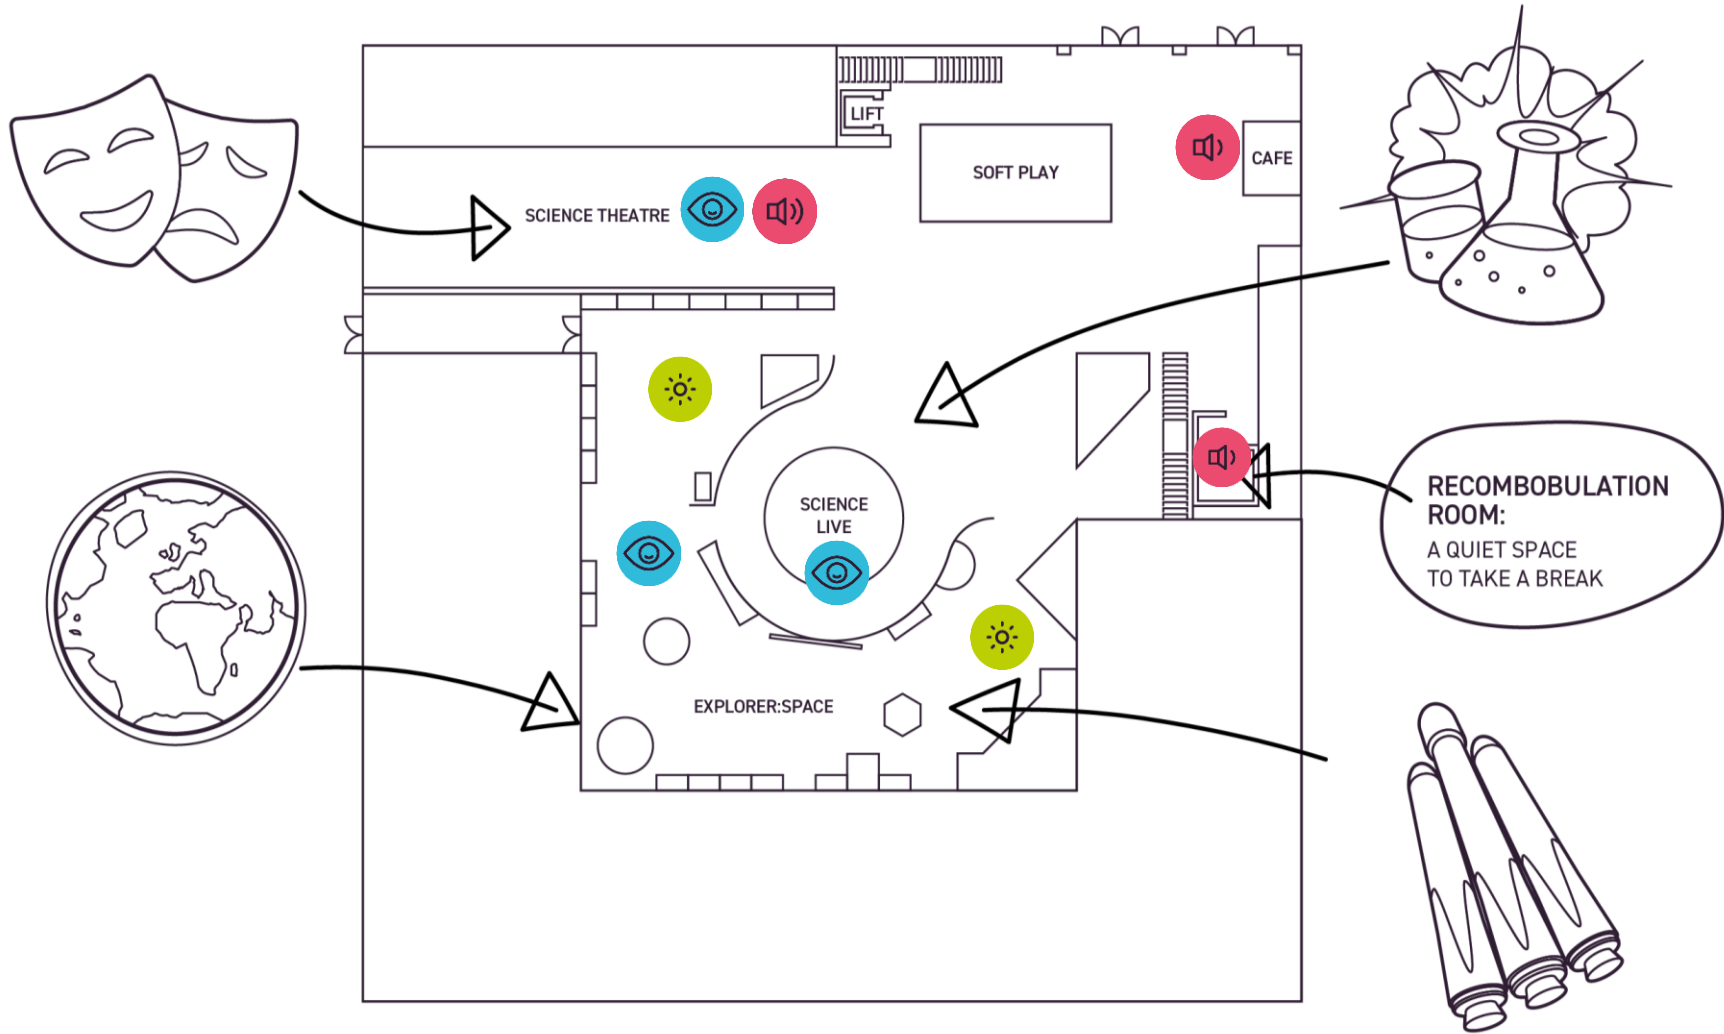 LIFT
SOFT PLAY
CAFE
SCIENCE THEATRE
SCIENCE
LIVE
RECOMBOBULATION
ROOM:
A QUIET SPACE
TO TAKE A BREAK
EXPLORER:SPACE